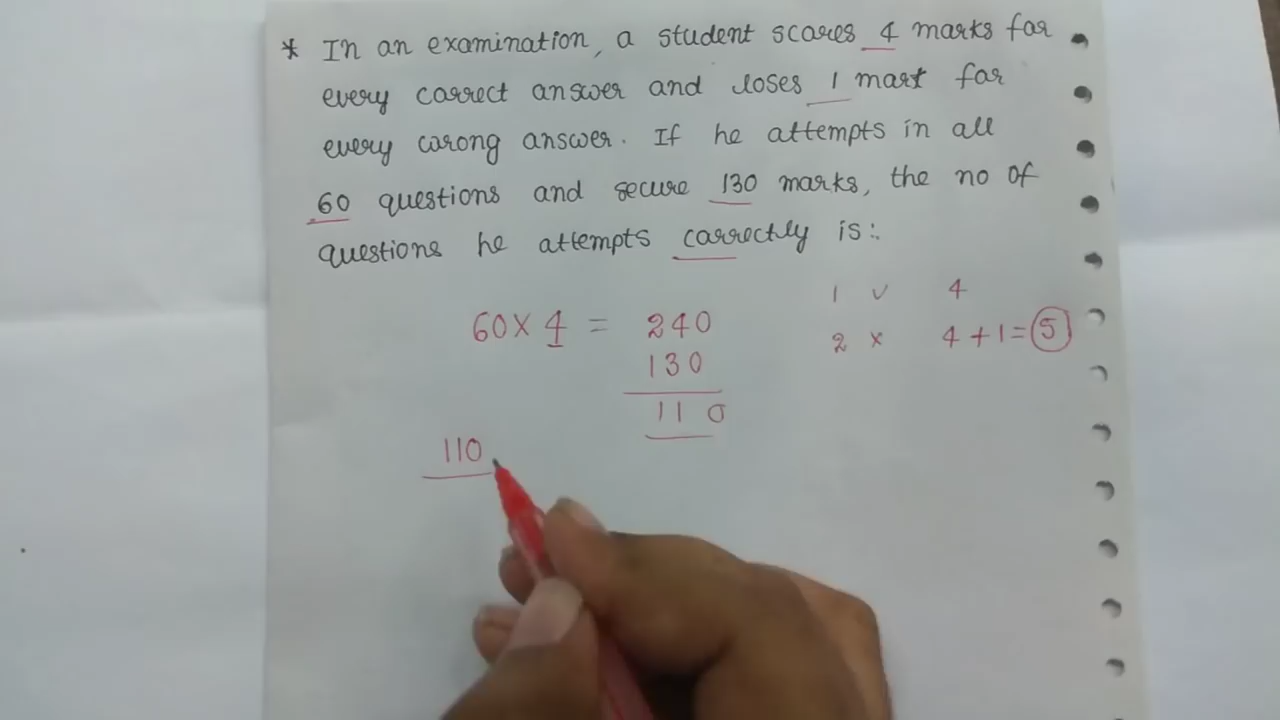 * In an examination, a student scores 4 marks for
every correct answer and loses 1 mark for
every wrong answer. If he attempts in all
60 questions and secure 130 marks, the no of
questions he attempts correctly is:
1 ✓ 4
60 × 4 = 240
2 × 4 + 1 = 5
130
110
110